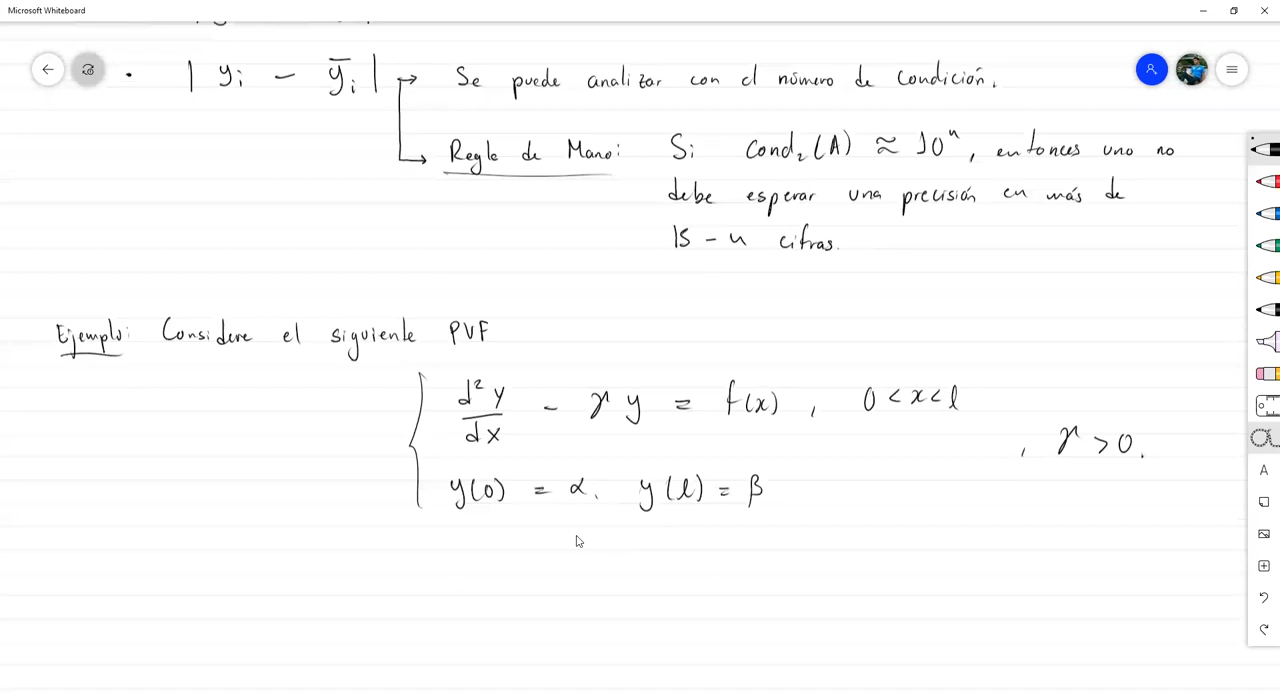 Microsoft Whiteboard
· | yᵢ - ȳᵢ | → Se puede analizar con el número de condición.
→ Regla de Mano: Si Cond₂(A) ≈ 10ⁿ, entonces uno no
debe esperar una precisión en más de
15 - n cifras.
Ejemplo: Considere el siguiente PVF
d²y/dx - γ y = f(x), 0 < x < l
, γ > 0.
y(0) = α. y(l) = β
A